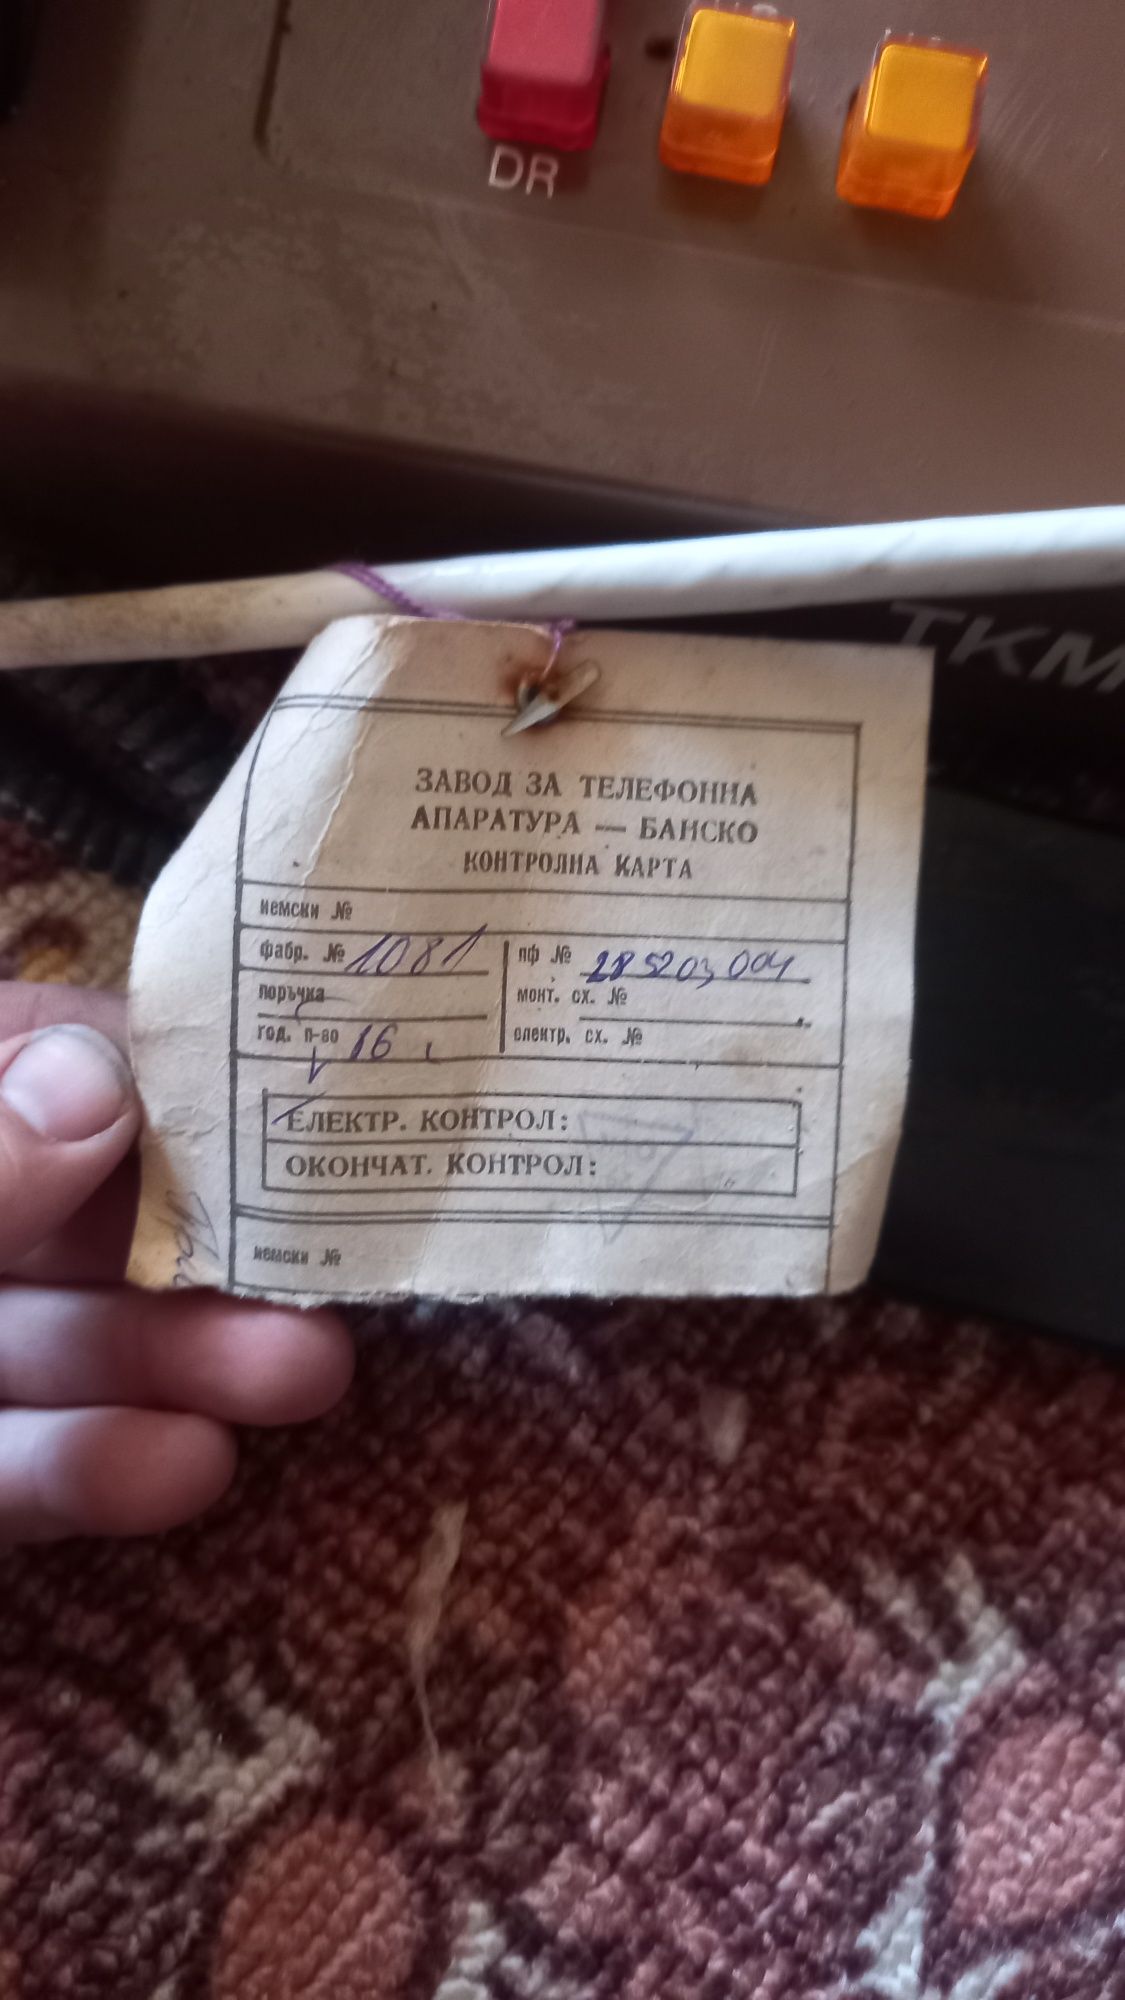 DR
TKM
ЗАВОД ЗА ТЕЛЕФОННА
АПАРАТУРА — БАНСКО
КОНТРОЛНА КАРТА
немски №
фабр. № 1081
пф № 28 5203, 004
поръчка
монт. сх. №
год. п-во 16
електр. сх. №
ЕЛЕКТР. КОНТРОЛ:
ОКОНЧАТ. КОНТРОЛ:
немски №